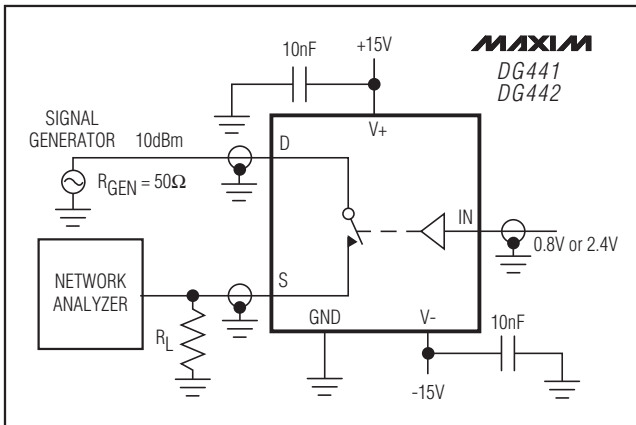 10nF
+15V
MAXIM
DG441
DG442
SIGNAL
GENERATOR
10dBm
D
V+
RGEN = 50Ω
IN
0.8V or 2.4V
NETWORK
ANALYZER
S
RL
GND
V-
10nF
-15V